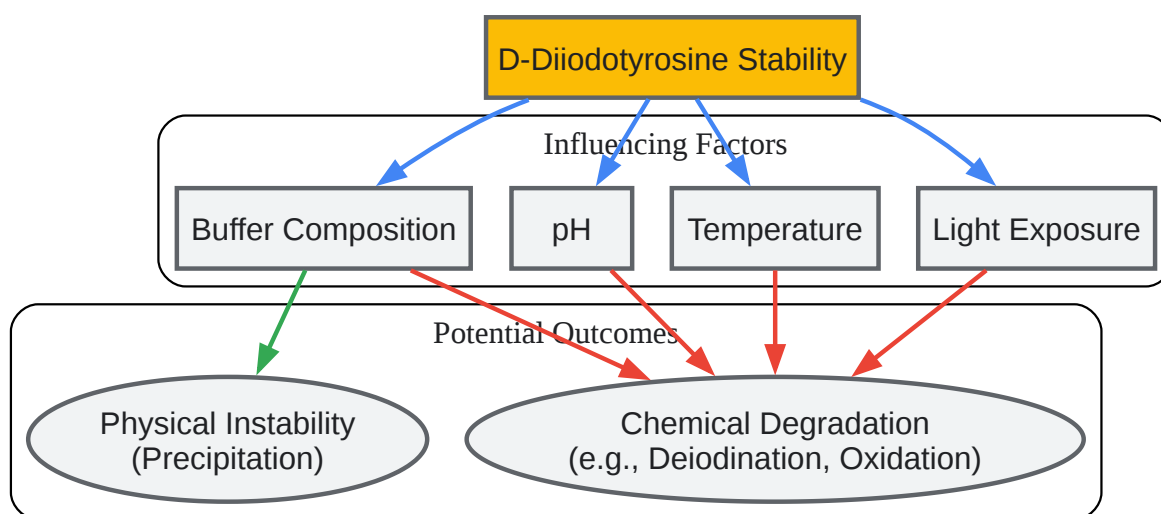 D-Diiodotyrosine Stability
Influencing Factors
Buffer Composition
pH
Temperature
Light Exposure
Potential Outcomes
Physical Instability
(Precipitation)
Chemical Degradation
(e.g., Deiodination, Oxidation)